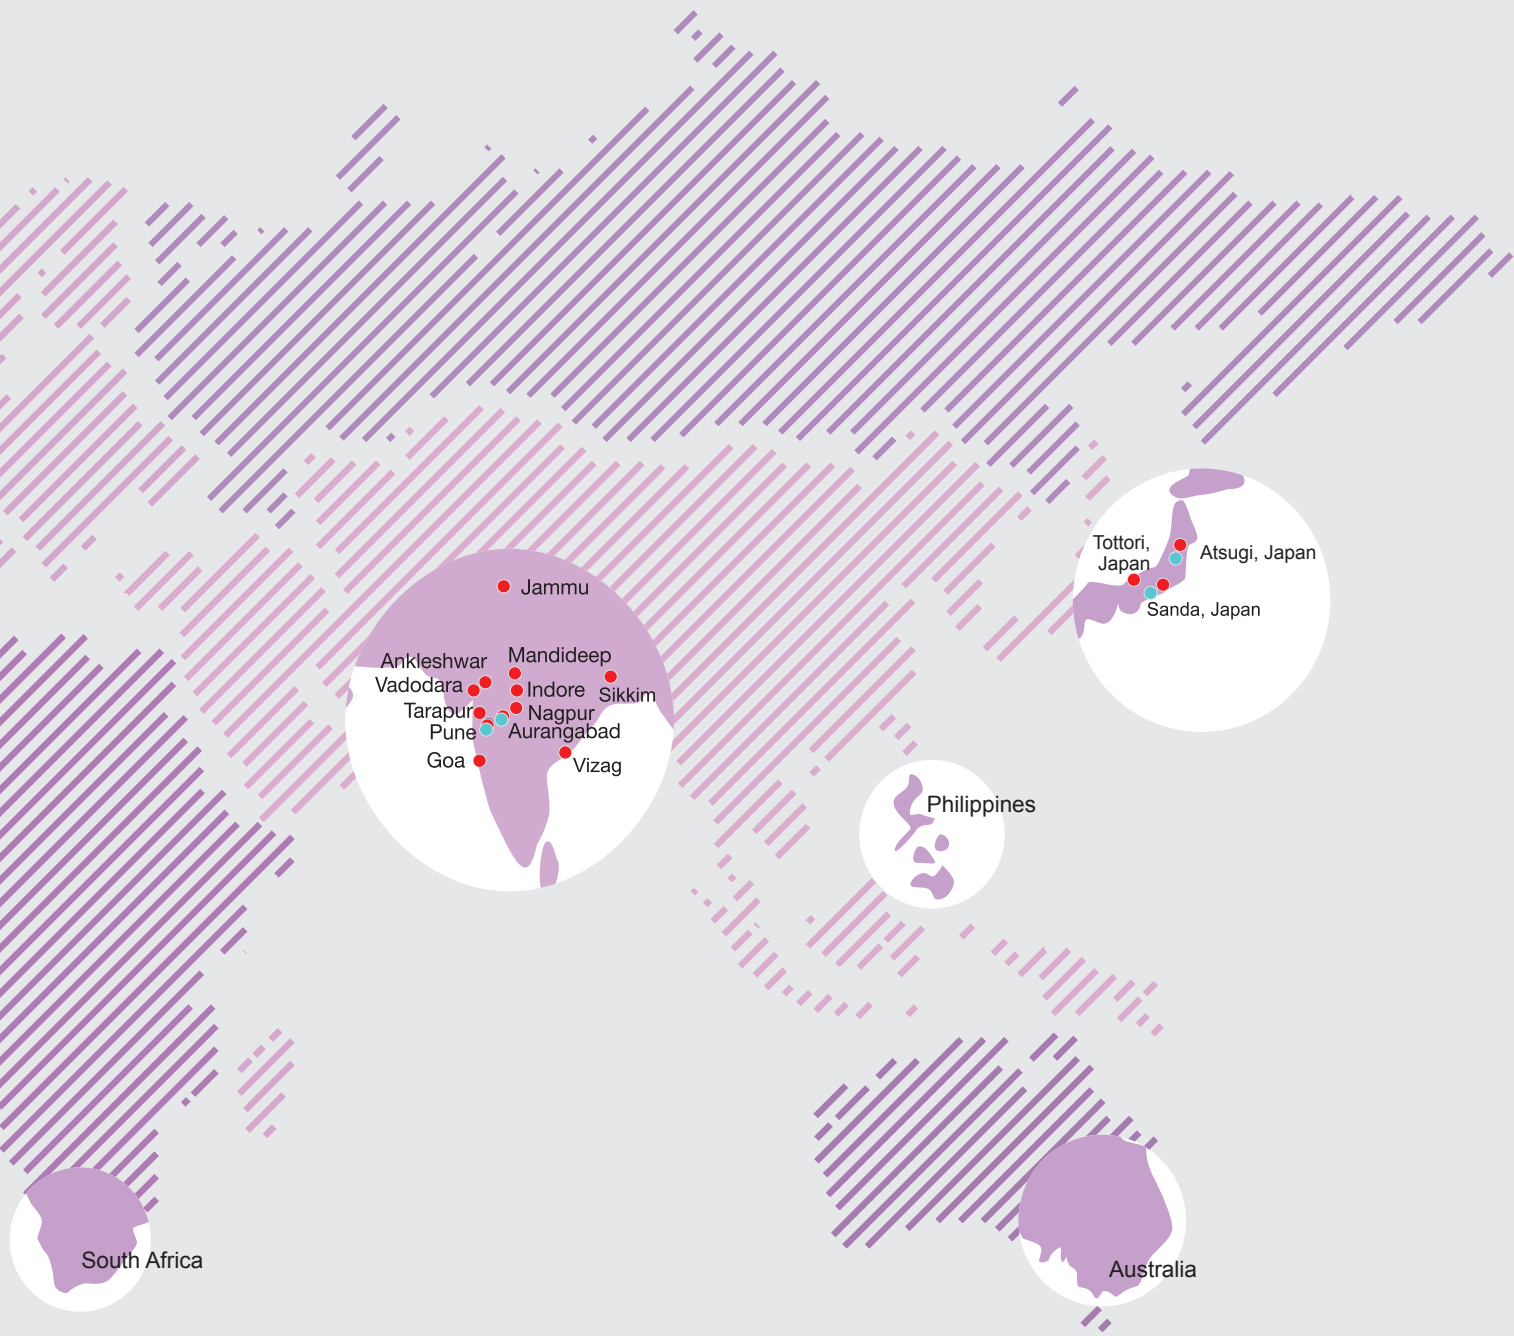 Tottori,
Japan
Atsugi, Japan
Sanda, Japan
Jammu
Mandideep
Ankleshwar
Vadodara
Indore
Sikkim
Tarapur
Nagpur
Pune
Aurangabad
Goa
Vizag
Philippines
South Africa
Australia